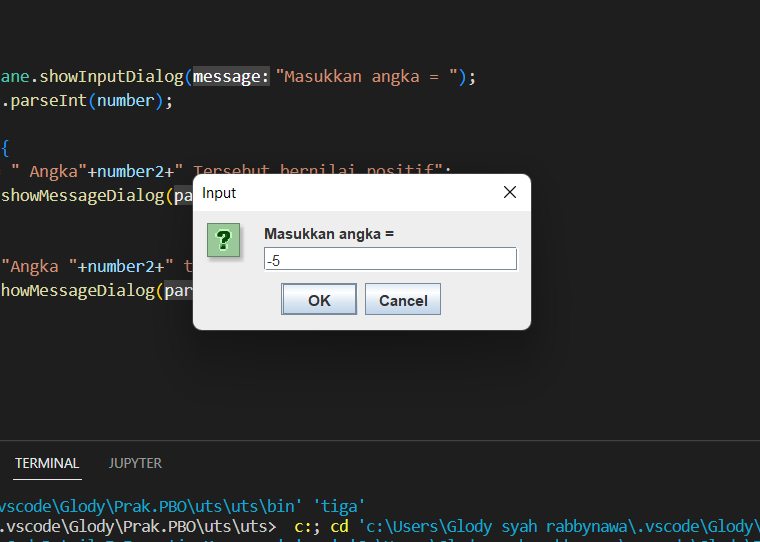 ane.showInputDialog(message: "Masukkan angka = ");
.parseInt(number);
{
" Angka"+number2+" Tersebut bernilai positif";
showMessageDialog(pa
Input
Masukkan angka =
-5
OK Cancel
"Angka "+number2+" t
howMessageDialog(par
TERMINAL JUPYTER
vscode\Glody\Prak.PBO\uts\uts\bin' 'tiga'
.vscode\Glody\Prak.PBO\uts\uts> c:; cd 'c:\Users\Glody syah rabbynawa\.vscode\Glody\